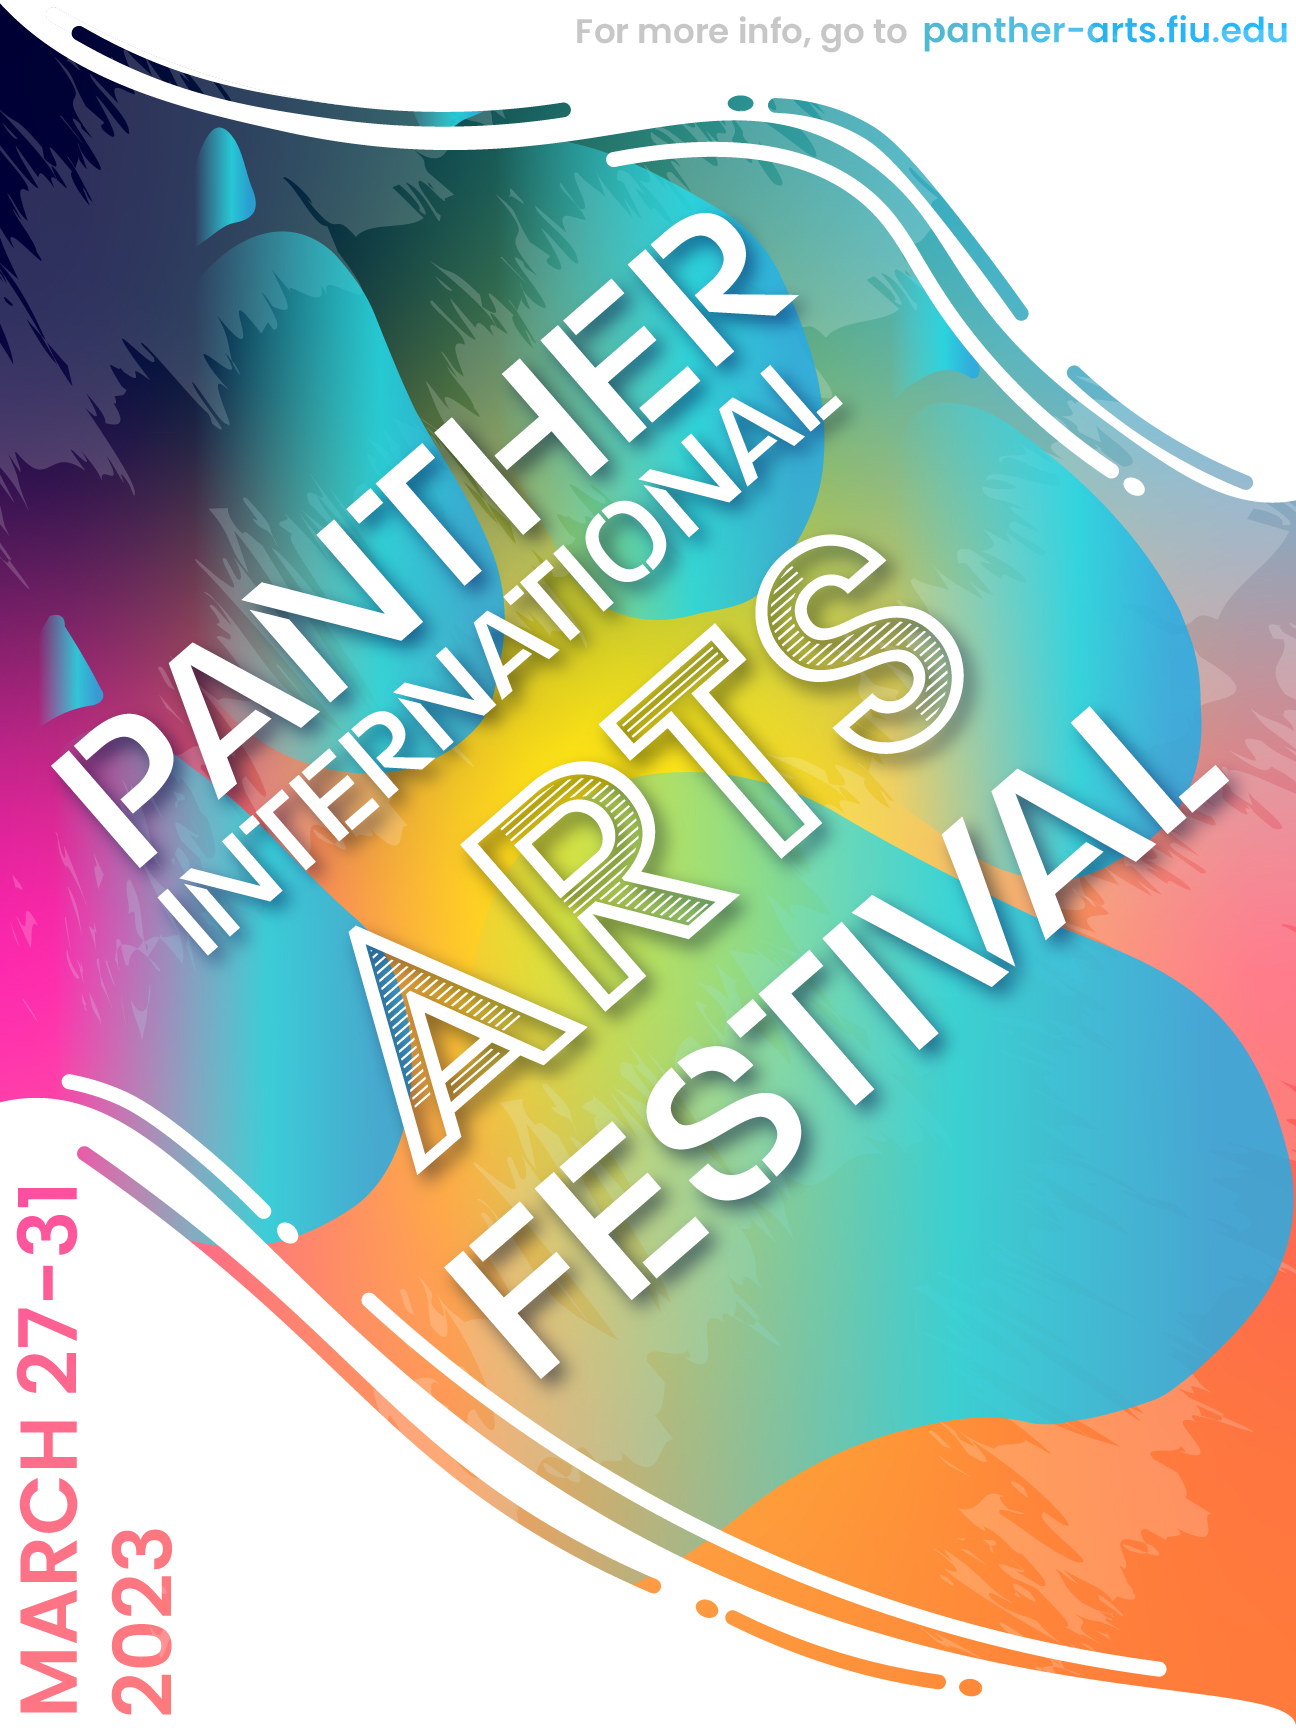 For more info, go to panther-arts.fiu.edu
PANTHER
INTERNATIONAL
ARTS
FESTIVAL
MARCH 27-31
2023